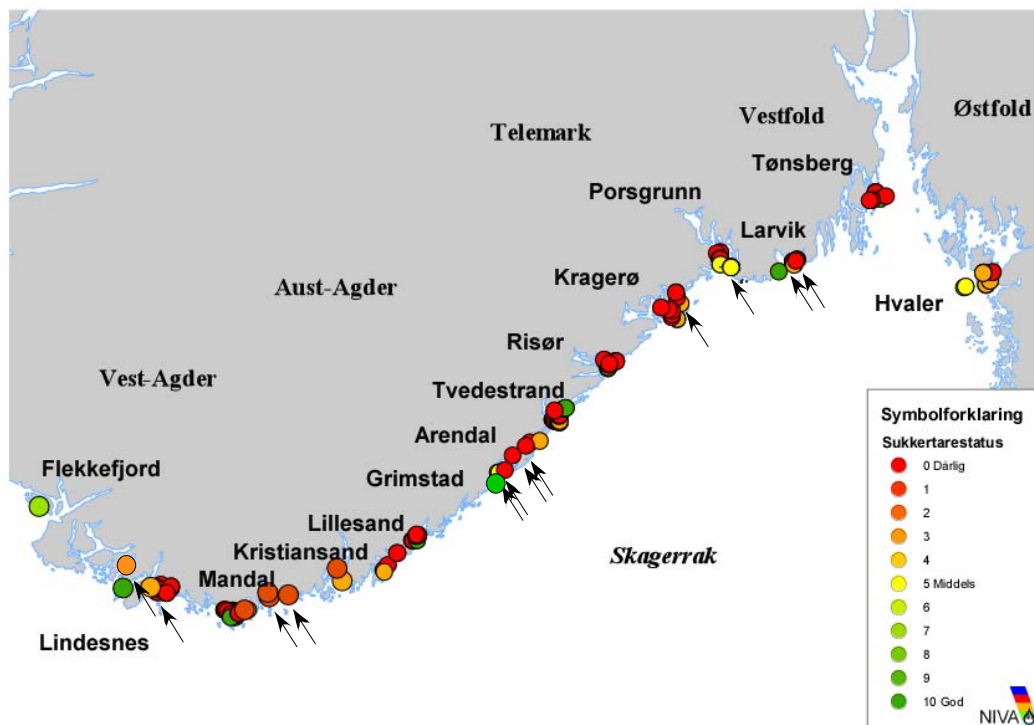 Østfold
Vestfold
Telemark
Tønsberg
Porsgrunn
Larvik
Kragerø
Aust-Agder
Hvaler
Risør
Vest-Agder
Tvedestrand
Arendal
Grimstad
Flekkefjord
Lillesand
Kristiansand
Skagerrak
Mandal
Lindesnes
Symbolforklaring
Sukkertarestatus
0 Dårlig
1
2
3
4
5 Middels
6
7
8
9
10 God
NIVA